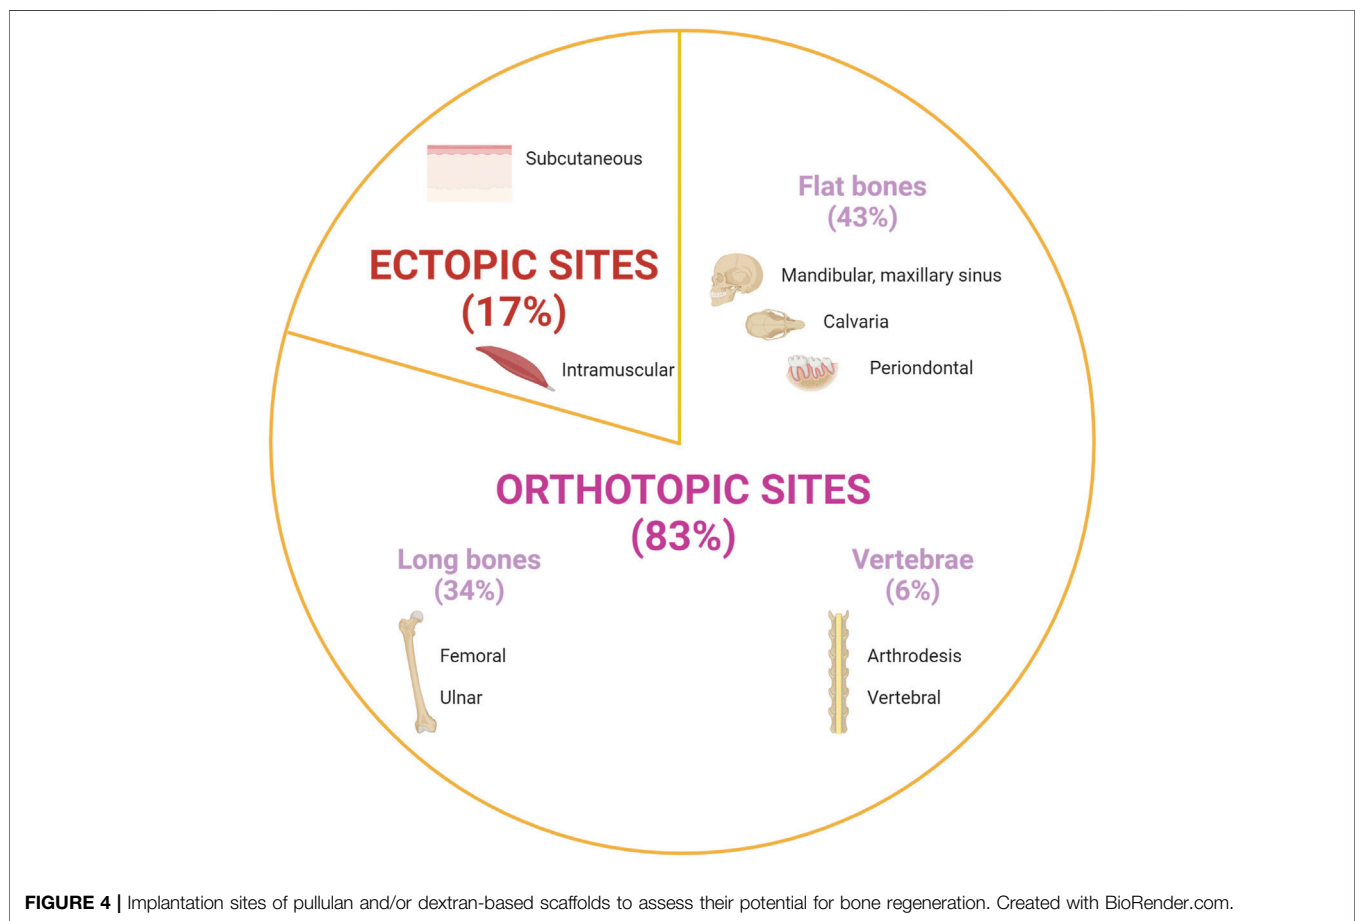 Subcutaneous
ECTOPIC SITES
(17%)
Intramuscular
Flat bones
(43%)
Mandibular, maxillary sinus
Calvaria
Periondontal
ORTHOTOPIC SITES
(83%)
Long bones
(34%)
Femoral
Ulnar
Vertebrae
(6%)
Arthrodesis
Vertebral
FIGURE 4 | Implantation sites of pullulan and/or dextran-based scaffolds to assess their potential for bone regeneration. Created with BioRender.com.